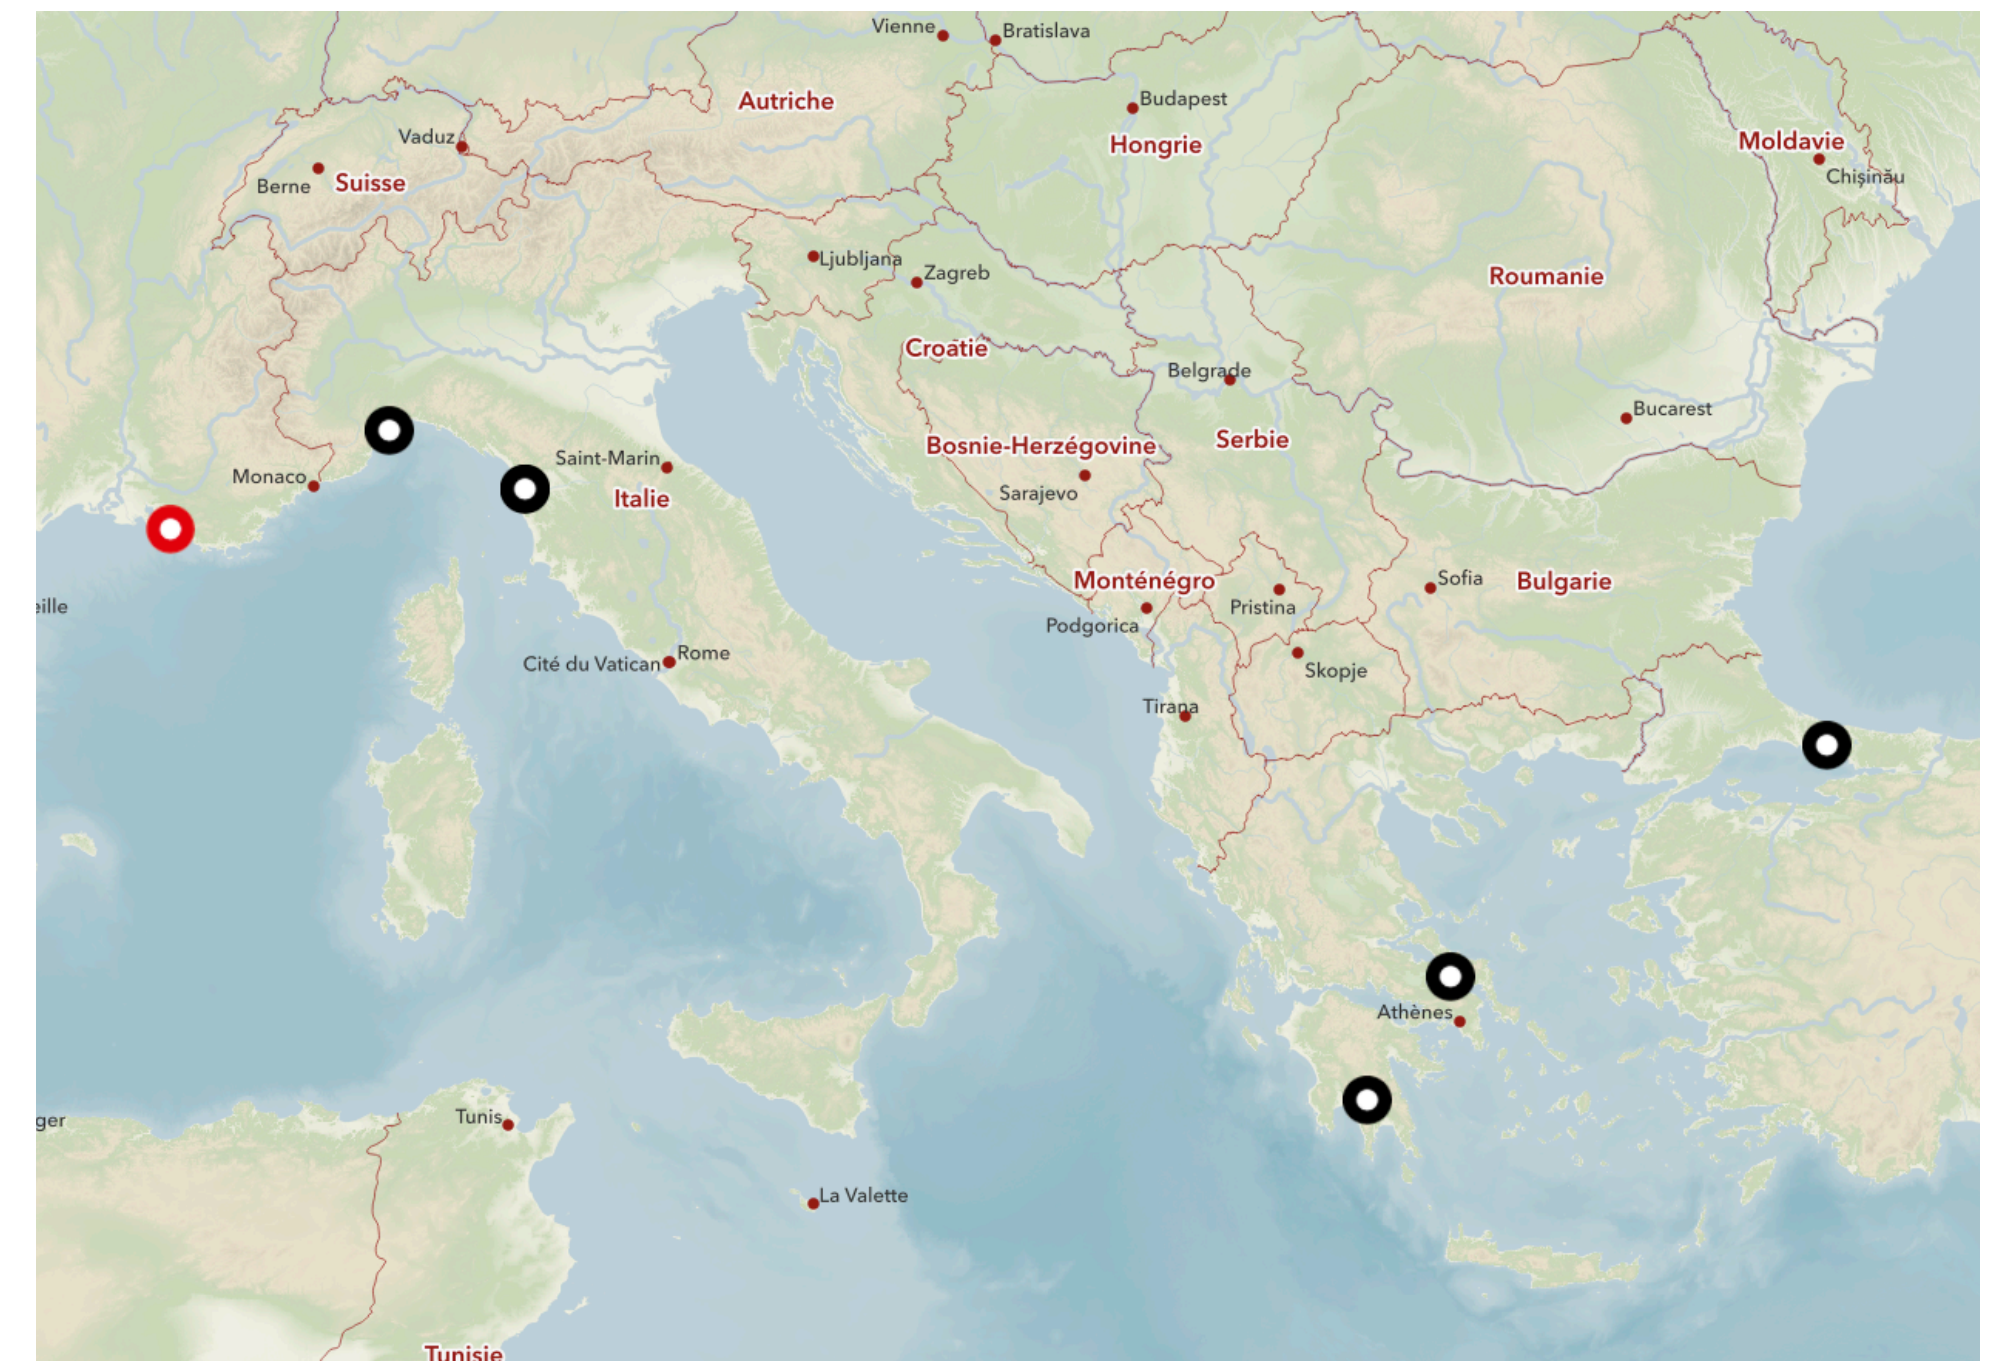 Vienne
Bratislava
Autriche
Budapest
Hongrie
Vaduz
Moldavie
Berne
Suisse
Chișinău
Ljubljana
Zagreb
Roumanie
Croatie
Belgrade
Bucarest
Serbie
Bosnie-Herzégovine
Saint-Marin
Monaco
Italie
Sarajevo
Monténégro
Sofia
Bulgarie
eille
Pristina
Podgorica
Rome
Cité du Vatican
Skopje
Tirana
Athènes
ger
Tunis
La Valette
Tunisie